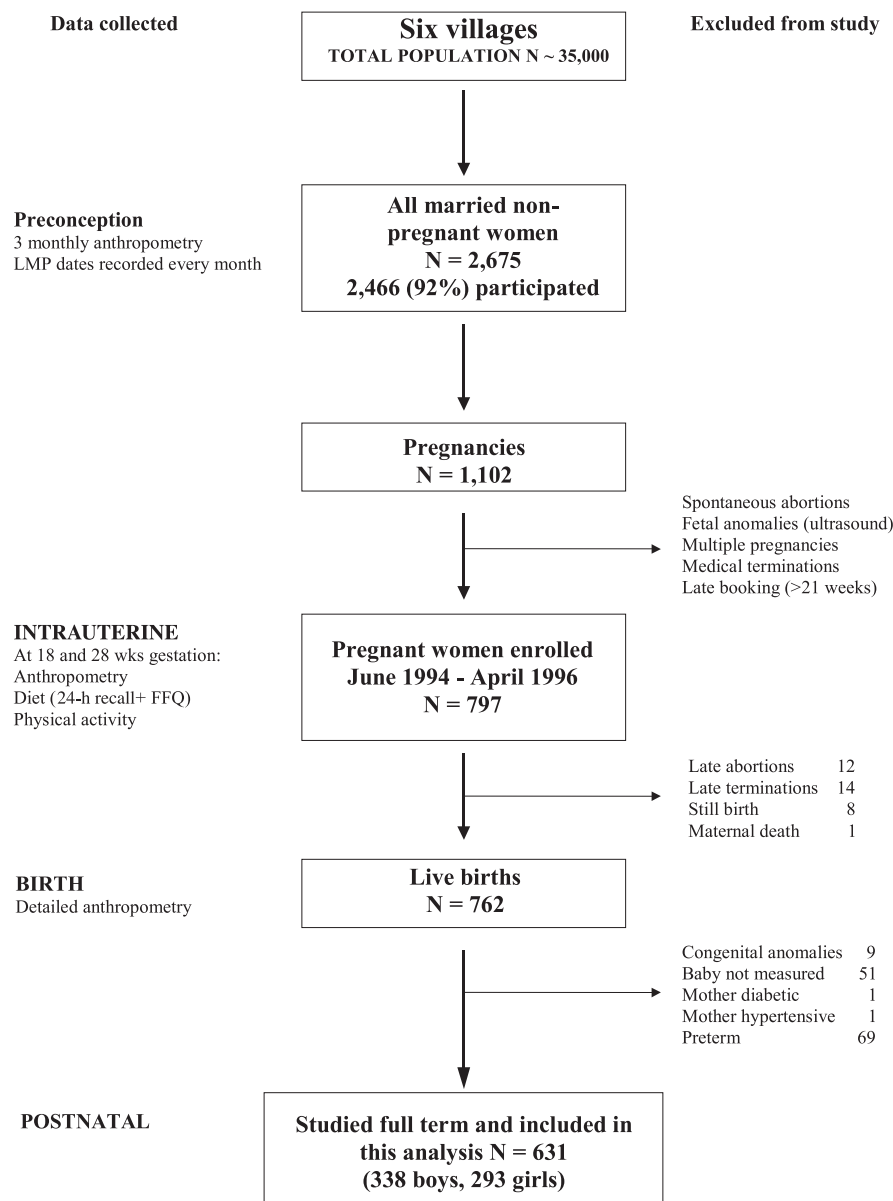 Data collected
Six villages
TOTAL POPULATION N ~ 35,000
Excluded from study
Preconception
3 monthly anthropometry
LMP dates recorded every month
All married non-
pregnant women
N = 2,675
2,466 (92%) participated
Pregnancies
N = 1,102
Spontaneous abortions
Fetal anomalies (ultrasound)
Multiple pregnancies
Medical terminations
Late booking (>21 weeks)
INTRAUTERINE
At 18 and 28 wks gestation:
Anthropometry
Diet (24-h recall+ FFQ)
Physical activity
Pregnant women enrolled
June 1994 - April 1996
N = 797
Late abortions 12
Late terminations 14
Still birth 8
Maternal death 1
BIRTH
Detailed anthropometry
Live births
N = 762
Congenital anomalies 9
Baby not measured 51
Mother diabetic 1
Mother hypertensive 1
Preterm 69
POSTNATAL
Studied full term and included in
this analysis N = 631
(338 boys, 293 girls)